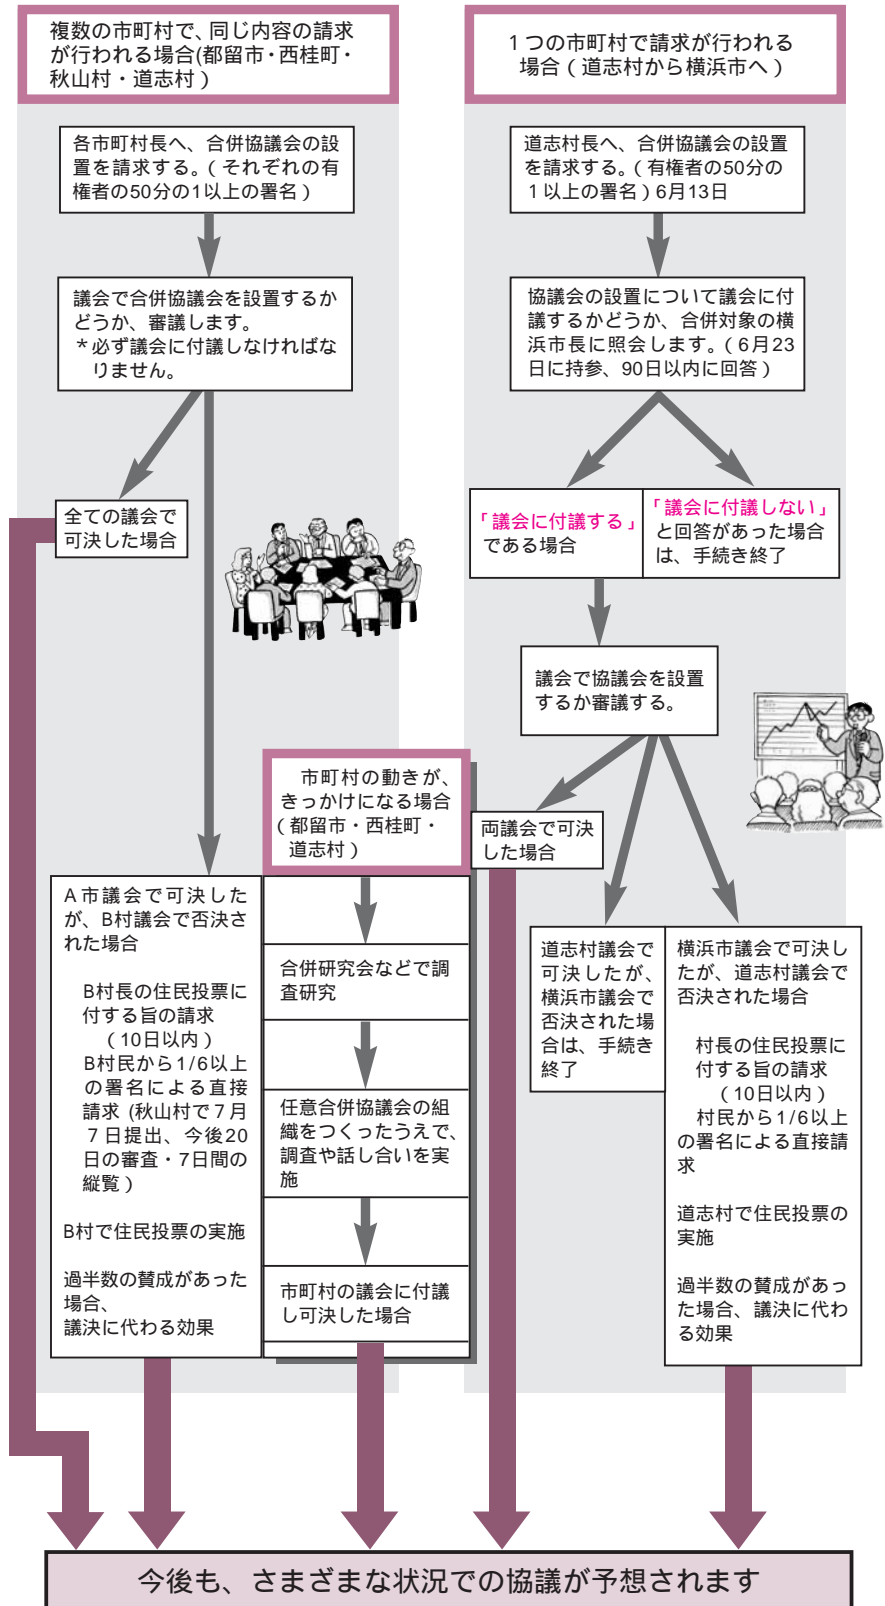 複数の市町村で、同じ内容の請求
が行われる場合(都留市・西桂町・
秋山村・道志村)
各市町村長へ、合併協議会の設
置を請求する。(それぞれの有
権者の50分の1以上の署名)
議会で合併協議会を設置するか
どうか、審議します。
*必ず議会に付議しなければな
りません。
全ての議会で
可決した場合
A市議会で可決した
が、B村議会で否決さ
れた場合
B村長の住民投票に
付する旨の請求
(10日以内)
B村民から1/6以上
の署名による直接
請求(秋山村で7月
7日提出、今後20
日の審査・7日間の
縦覧)
B村で住民投票の実施
過半数の賛成があった
場合、
議決に代わる効果
市町村の動きが、
きっかけになる場合
(都留市・西桂町・
道志村)
合併研究会などで調
査研究
任意合併協議会の組
織をつくったうえで、
調査や話し合いを実
施
市町村の議会に付議
し可決した場合
1つの市町村で請求が行われる
場合(道志村から横浜市へ)
道志村長へ、合併協議会の設置
を請求する。(有権者の50分の
1以上の署名)6月13日
協議会の設置について議会に付
議するかどうか、合併対象の横
浜市長に照会します。(6月23
日に持参、90日以内に回答)
「議会に付議する」
である場合
「議会に付議しない」
と回答があった場合
は、手続き終了
議会で協議会を設置
するか審議する。
両議会で可決
した場合
道志村議会で
可決したが、
横浜市議会で
否決された場
合は、手続き
終了
横浜市議会で可決し
たが、道志村議会で
否決された場合
村長の住民投票に
付する旨の請求
(10日以内)
村民から1/6以上
の署名による直接請
求
道志村で住民投票の
実施
過半数の賛成があっ
た場合、議決に代わ
る効果
今後も、さまざまな状況での協議が予想されます